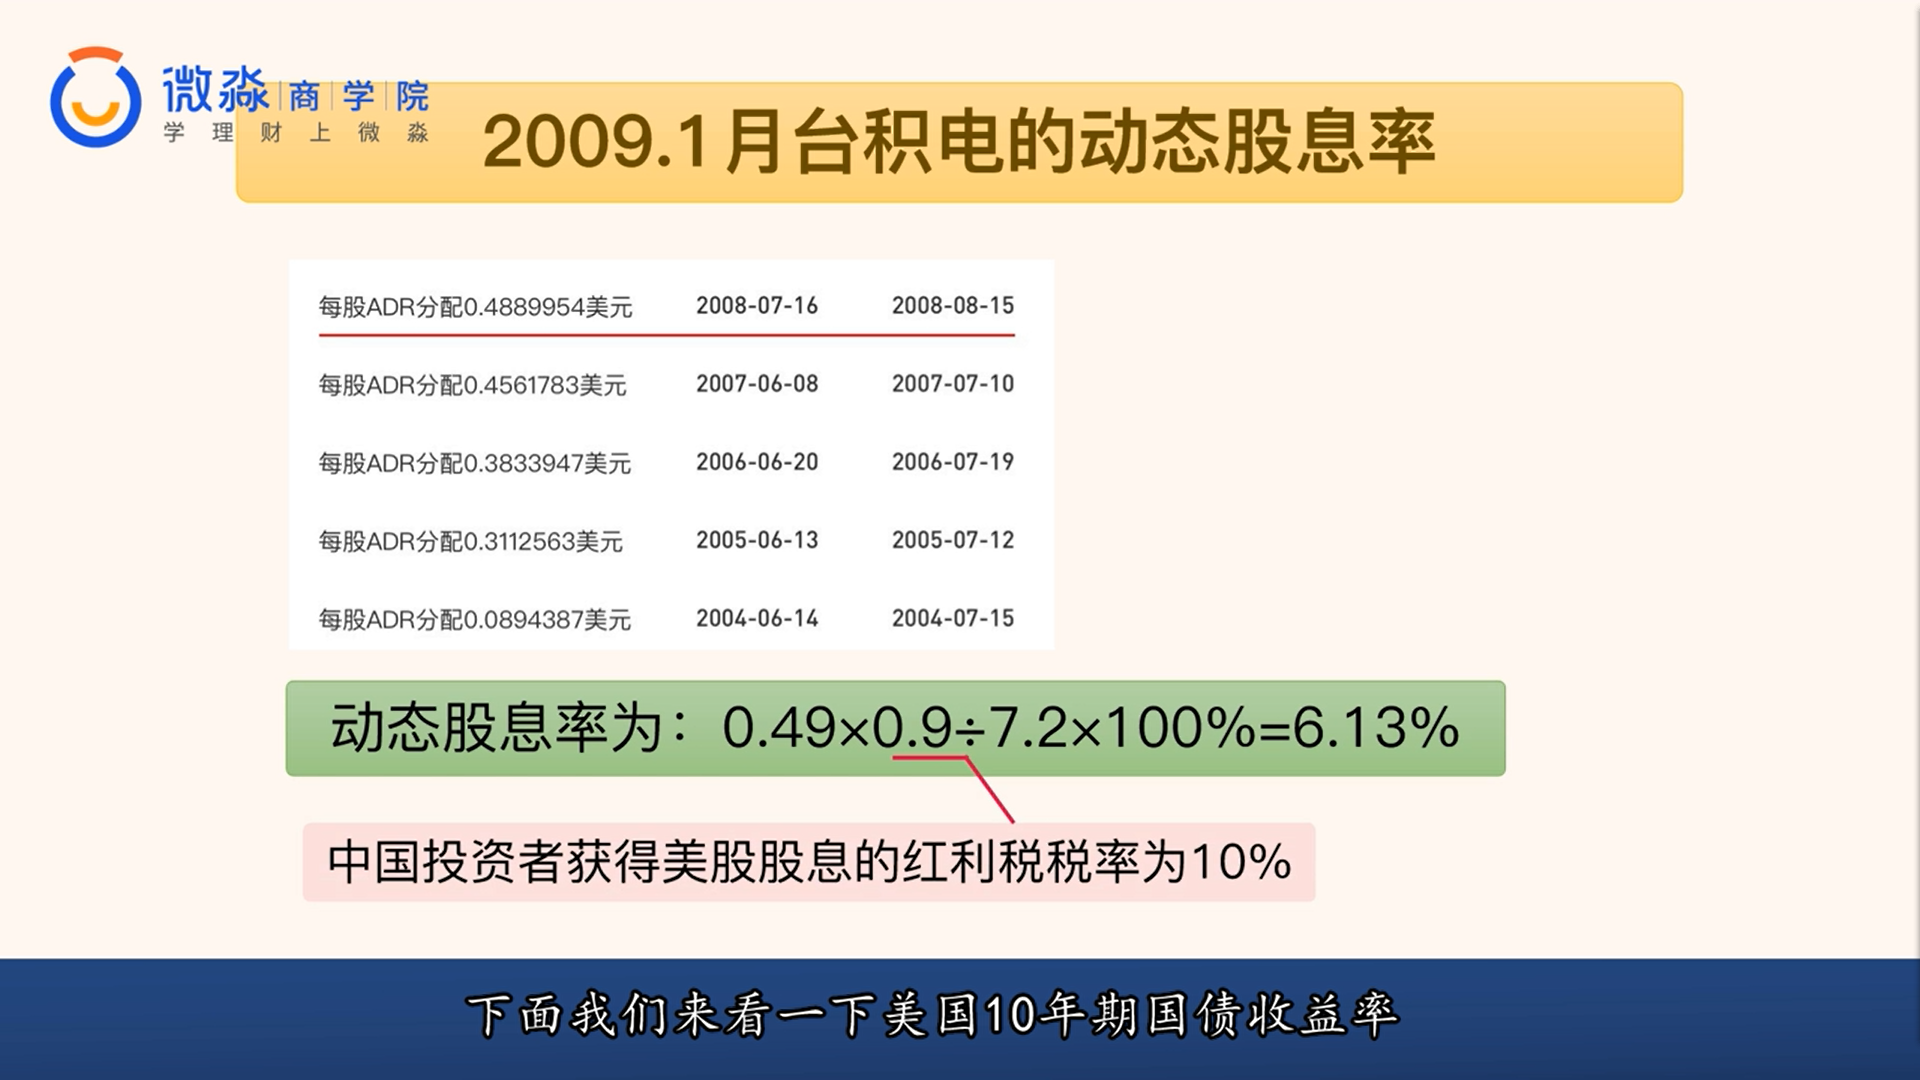 微淼 商 学 院
学 理 财 上 微 淼
2009.1月台积电的动态股息率
每股ADR分配0.4889954美元 2008-07-16 2008-08-15
每股ADR分配0.4561783美元 2007-06-08 2007-07-10
每股ADR分配0.3833947美元 2006-06-20 2006-07-19
每股ADR分配0.3112563美元 2005-06-13 2005-07-12
每股ADR分配0.0894387美元 2004-06-14 2004-07-15
动态股息率为：0.49×0.9÷7.2×100%=6.13%
中国投资者获得美股股息的红利税税率为10%
下面我们来看一下美国10年期国债收益率